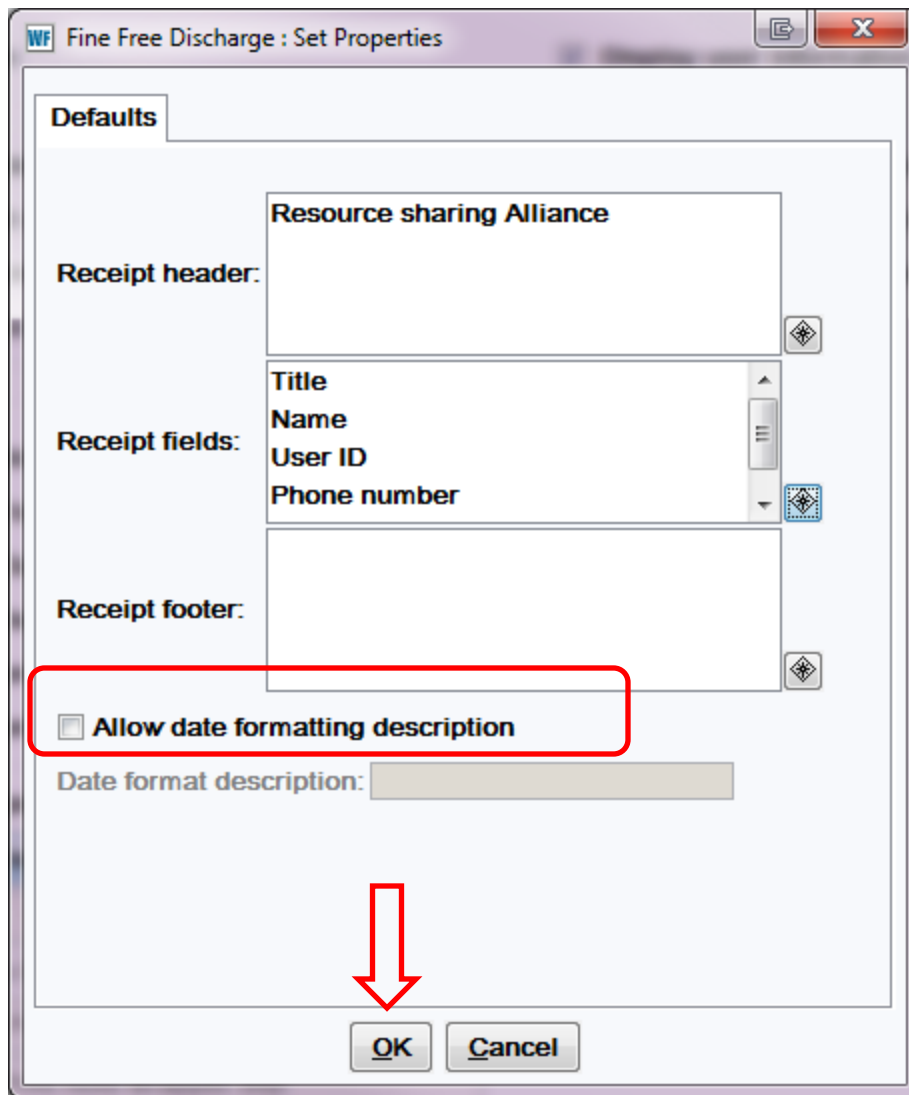 WF Fine Free Discharge : Set Properties
Defaults
Receipt header:
Resource sharing Alliance
Receipt fields:
Title
Name
User ID
Phone number
Receipt footer:
Allow date formatting description
Date format description:
OK Cancel